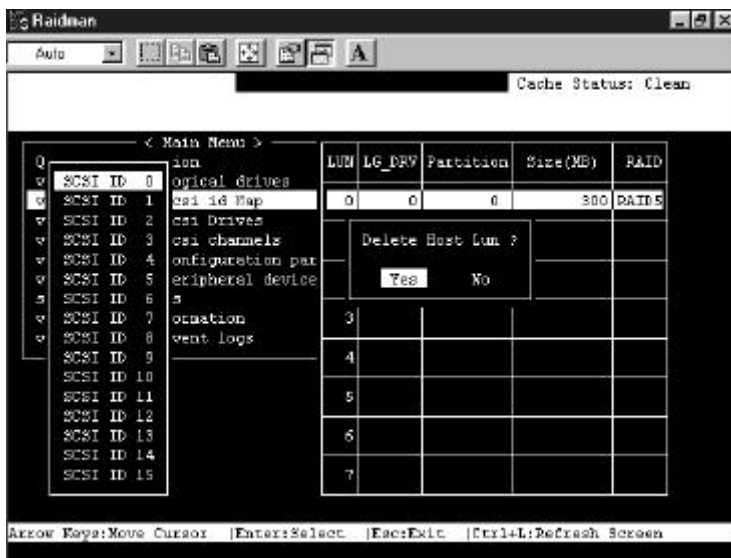 Raidman
Auto
A
Cache Status: Clean
< Main Menu >
Q ion
v ogical drives
v csi id Map
v csi Drives
v csi channels
v onfiguration par
v eripheral device
s s
v ormation
v vent logs
SCSI ID 0
SCSI ID 1
SCSI ID 2
SCSI ID 3
SCSI ID 4
SCSI ID 5
SCSI ID 6
SCSI ID 7
SCSI ID 8
SCSI ID 9
SCSI ID 10
SCSI ID 11
SCSI ID 12
SCSI ID 13
SCSI ID 14
SCSI ID 15
LUN LG_DRV Partition Size(MB) RAID
0 0 0 300 RAID5
Delete Host Lun ?
Yes No
3
4
5
6
7
Arrow Keys:Move Cursor |Enter:Select |Esc:Exit |Ctrl+L:Refresh Screen